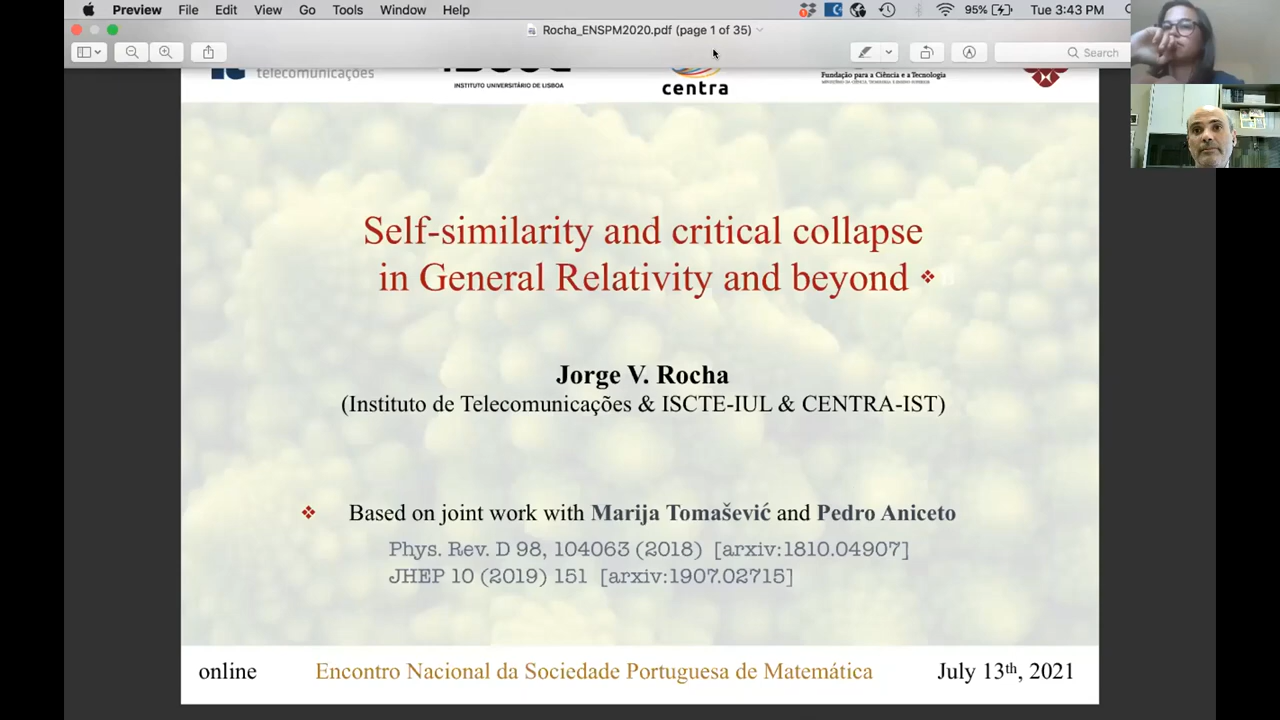 Preview File Edit View Go Tools Window Help 95% Tue 3:43 PM
Rocha_ENSPM2020.pdf (page 1 of 35)
Search
telecomunicações
INSTITUTO UNIVERSITÁRIO DE LISBOA
centra
Fundação para a Ciência e a Tecnologia
Self-similarity and critical collapse
in General Relativity and beyond ❖
Jorge V. Rocha
(Instituto de Telecomunicações & ISCTE-IUL & CENTRA-IST)
❖ Based on joint work with Marija Tomašević and Pedro Aniceto
Phys. Rev. D 98, 104063 (2018) [arxiv:1810.04907]
JHEP 10 (2019) 151 [arxiv:1907.02715]
online Encontro Nacional da Sociedade Portuguesa de Matemática July 13th, 2021